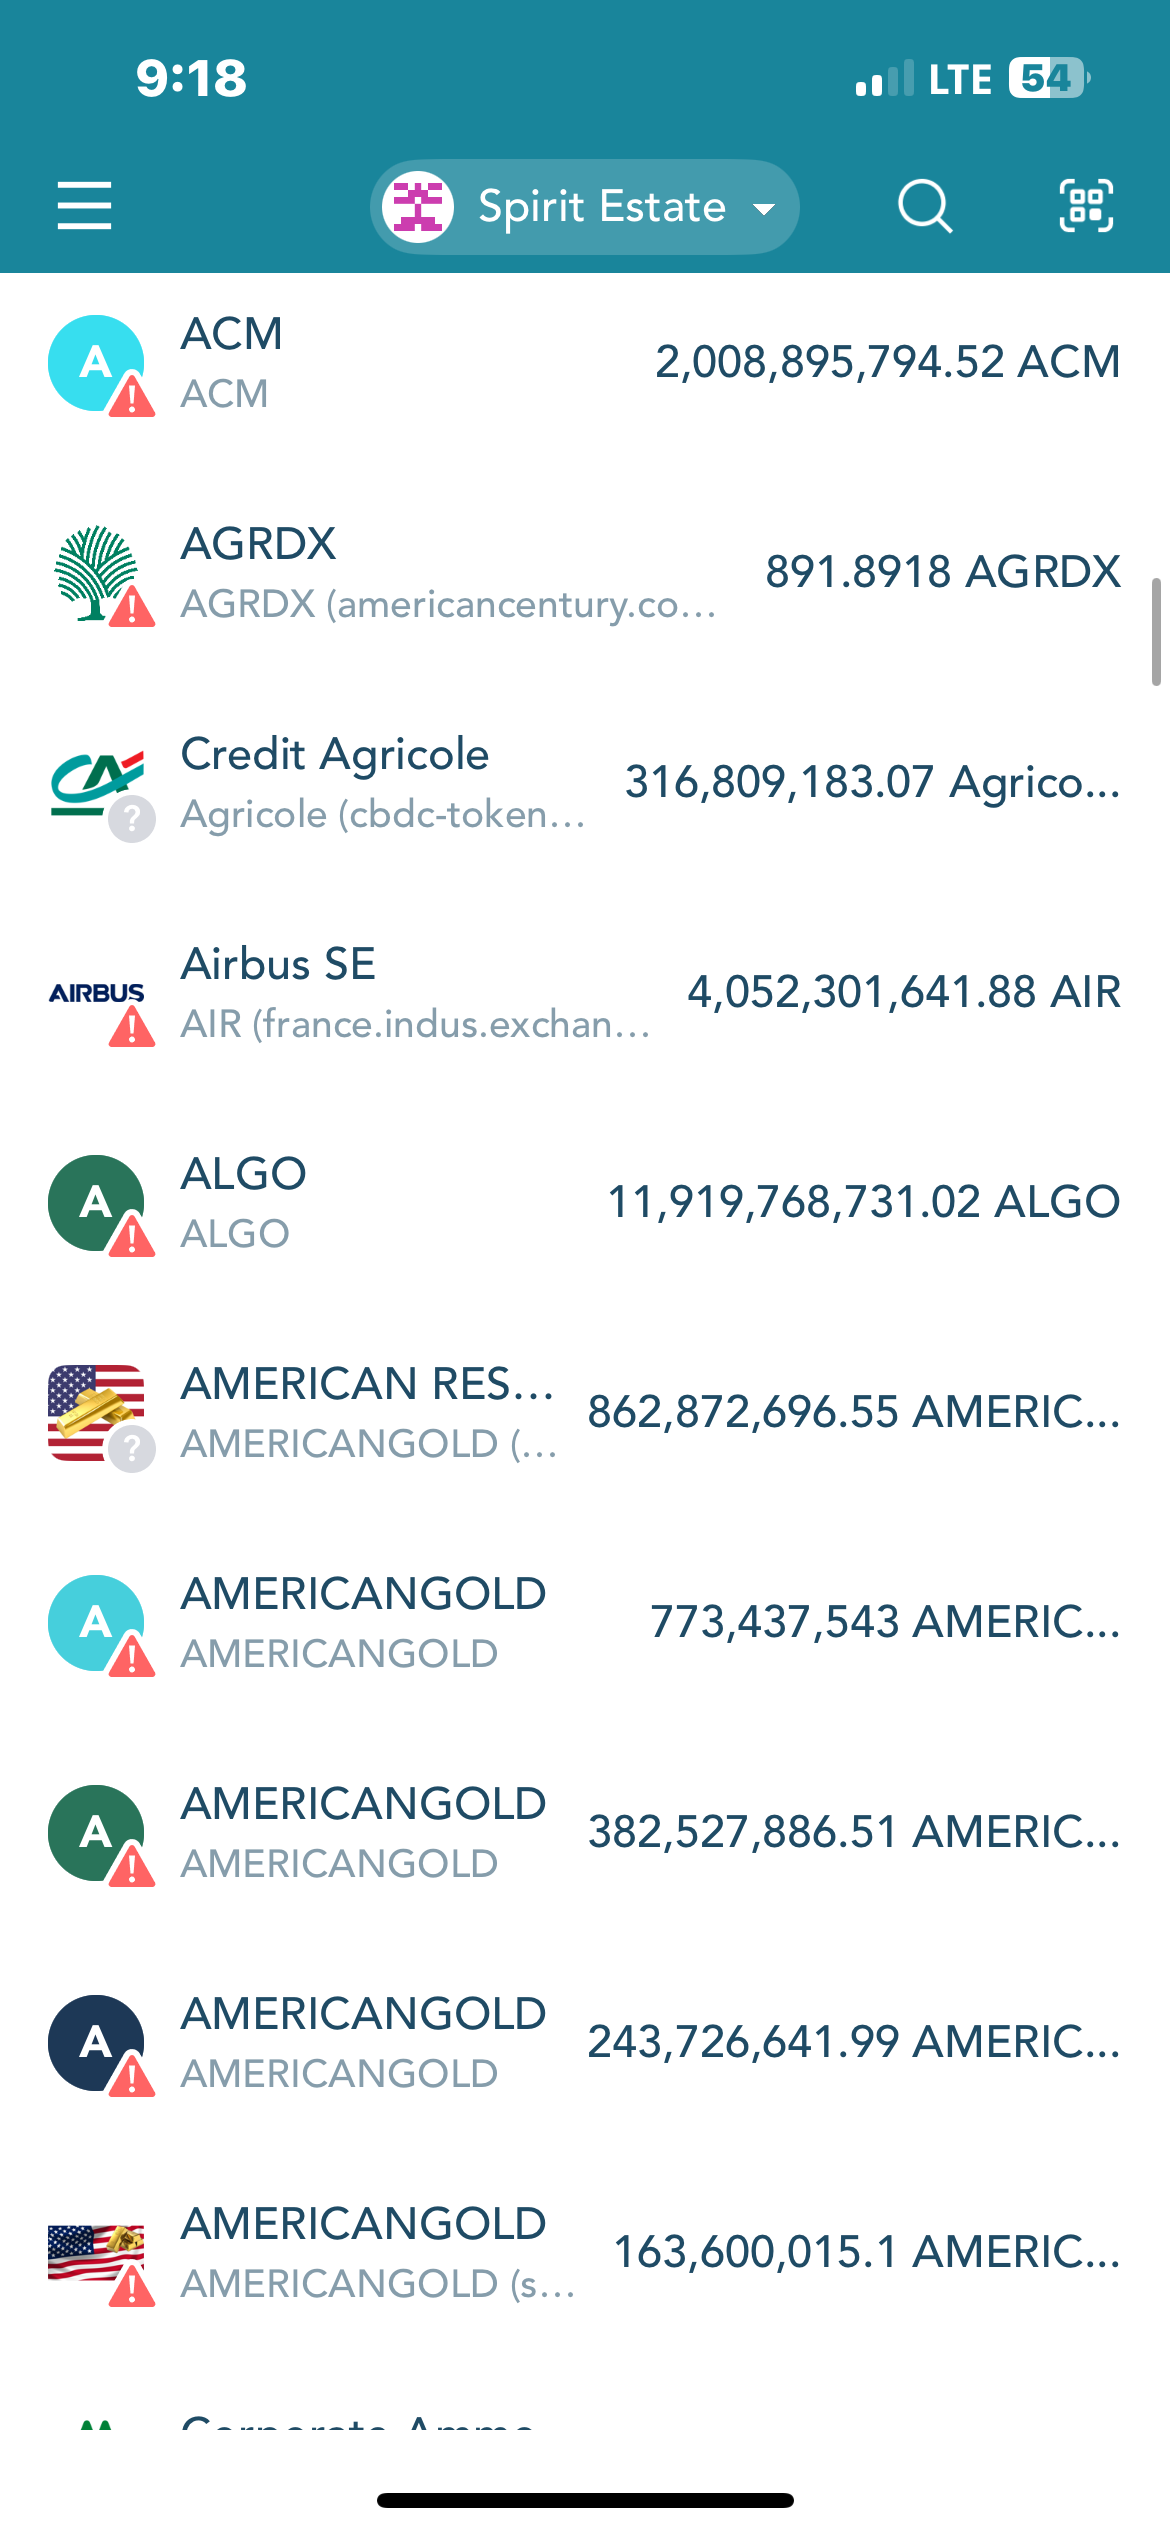 9:18
LTE 54
Spirit Estate
A
ACM
ACM
2,008,895,794.52 ACM
AGRDX
AGRDX (americancentury.co...
891.8918 AGRDX
Credit Agricole
Agricole (cbdc-token...
316,809,183.07 Agrico...
AIRBUS
Airbus SE
AIR (france.indus.exchan...
4,052,301,641.88 AIR
A
ALGO
ALGO
11,919,768,731.02 ALGO
AMERICAN RES...
AMERICANGOLD (...
862,872,696.55 AMERIC...
A
AMERICANGOLD
AMERICANGOLD
773,437,543 AMERIC...
A
AMERICANGOLD
AMERICANGOLD
382,527,886.51 AMERIC...
A
AMERICANGOLD
AMERICANGOLD
243,726,641.99 AMERIC...
AMERICANGOLD
AMERICANGOLD (s...
163,600,015.1 AMERIC...